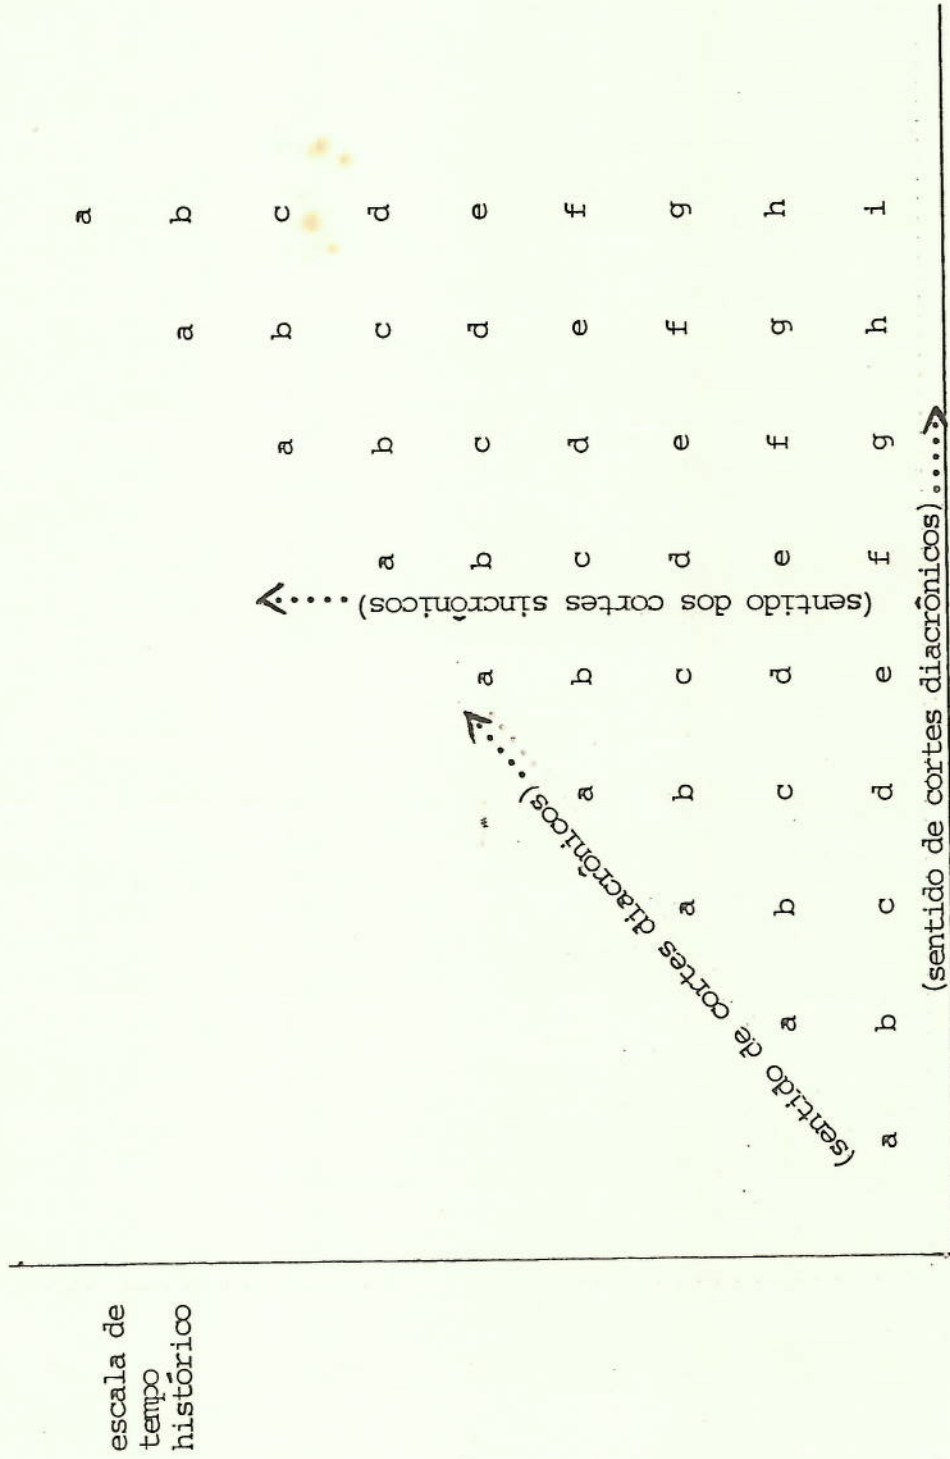 escala de
tempo
histórico
a
a b
a b c
a b c d
a b c d e
a b c d e f
a b c d e f g
a b c d e f g h
a b c d e f g h i
(sentido de cortes diacrônicos)
(sentido dos cortes sincrônicos)
(sentido de cortes diacrônicos)